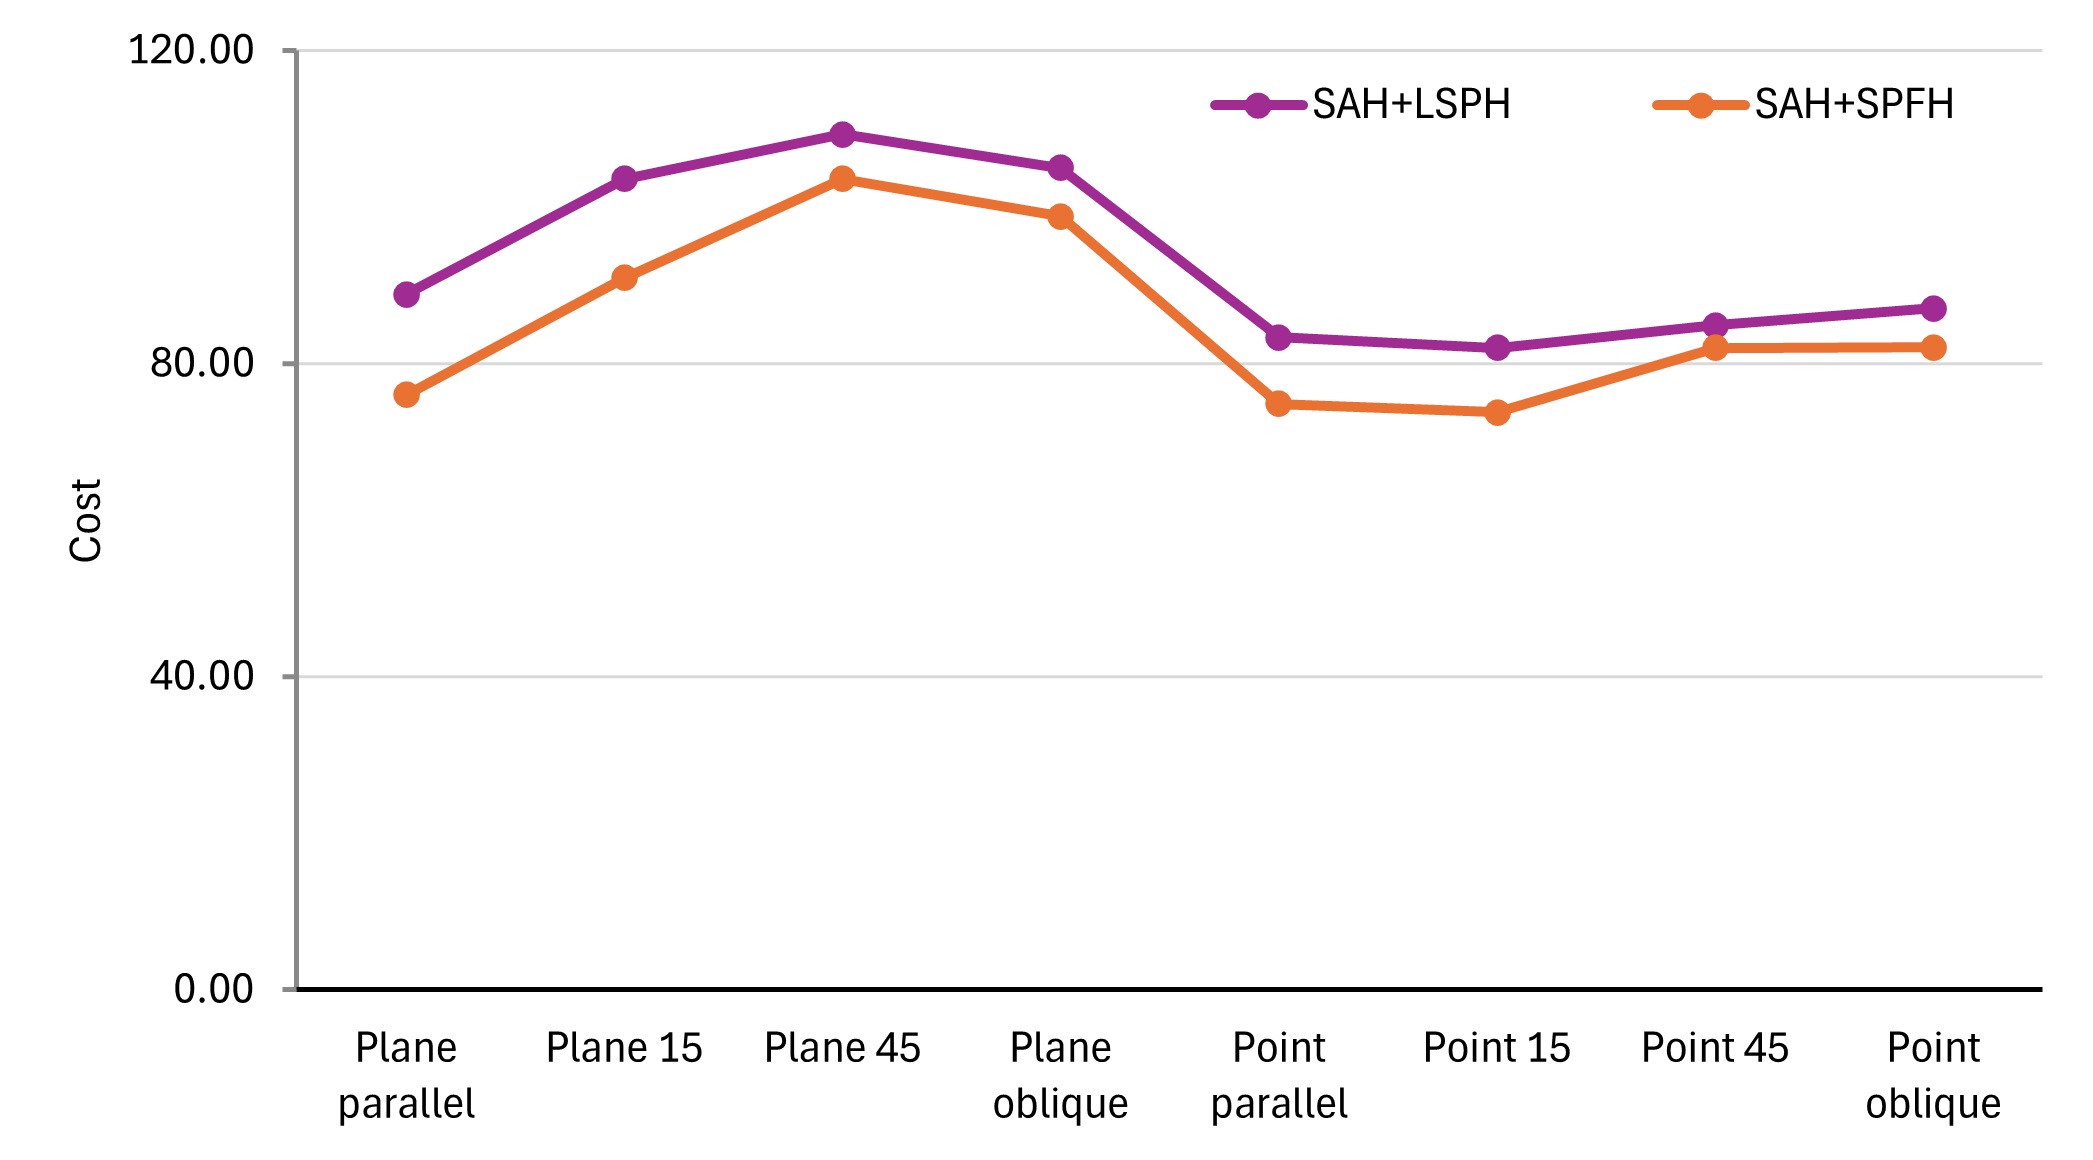 120.00
SAH+LSPH
SAH+SPFH
80.00
Cost
40.00
0.00
Plane parallel
Plane 15
Plane 45
Plane oblique
Point parallel
Point 15
Point 45
Point oblique